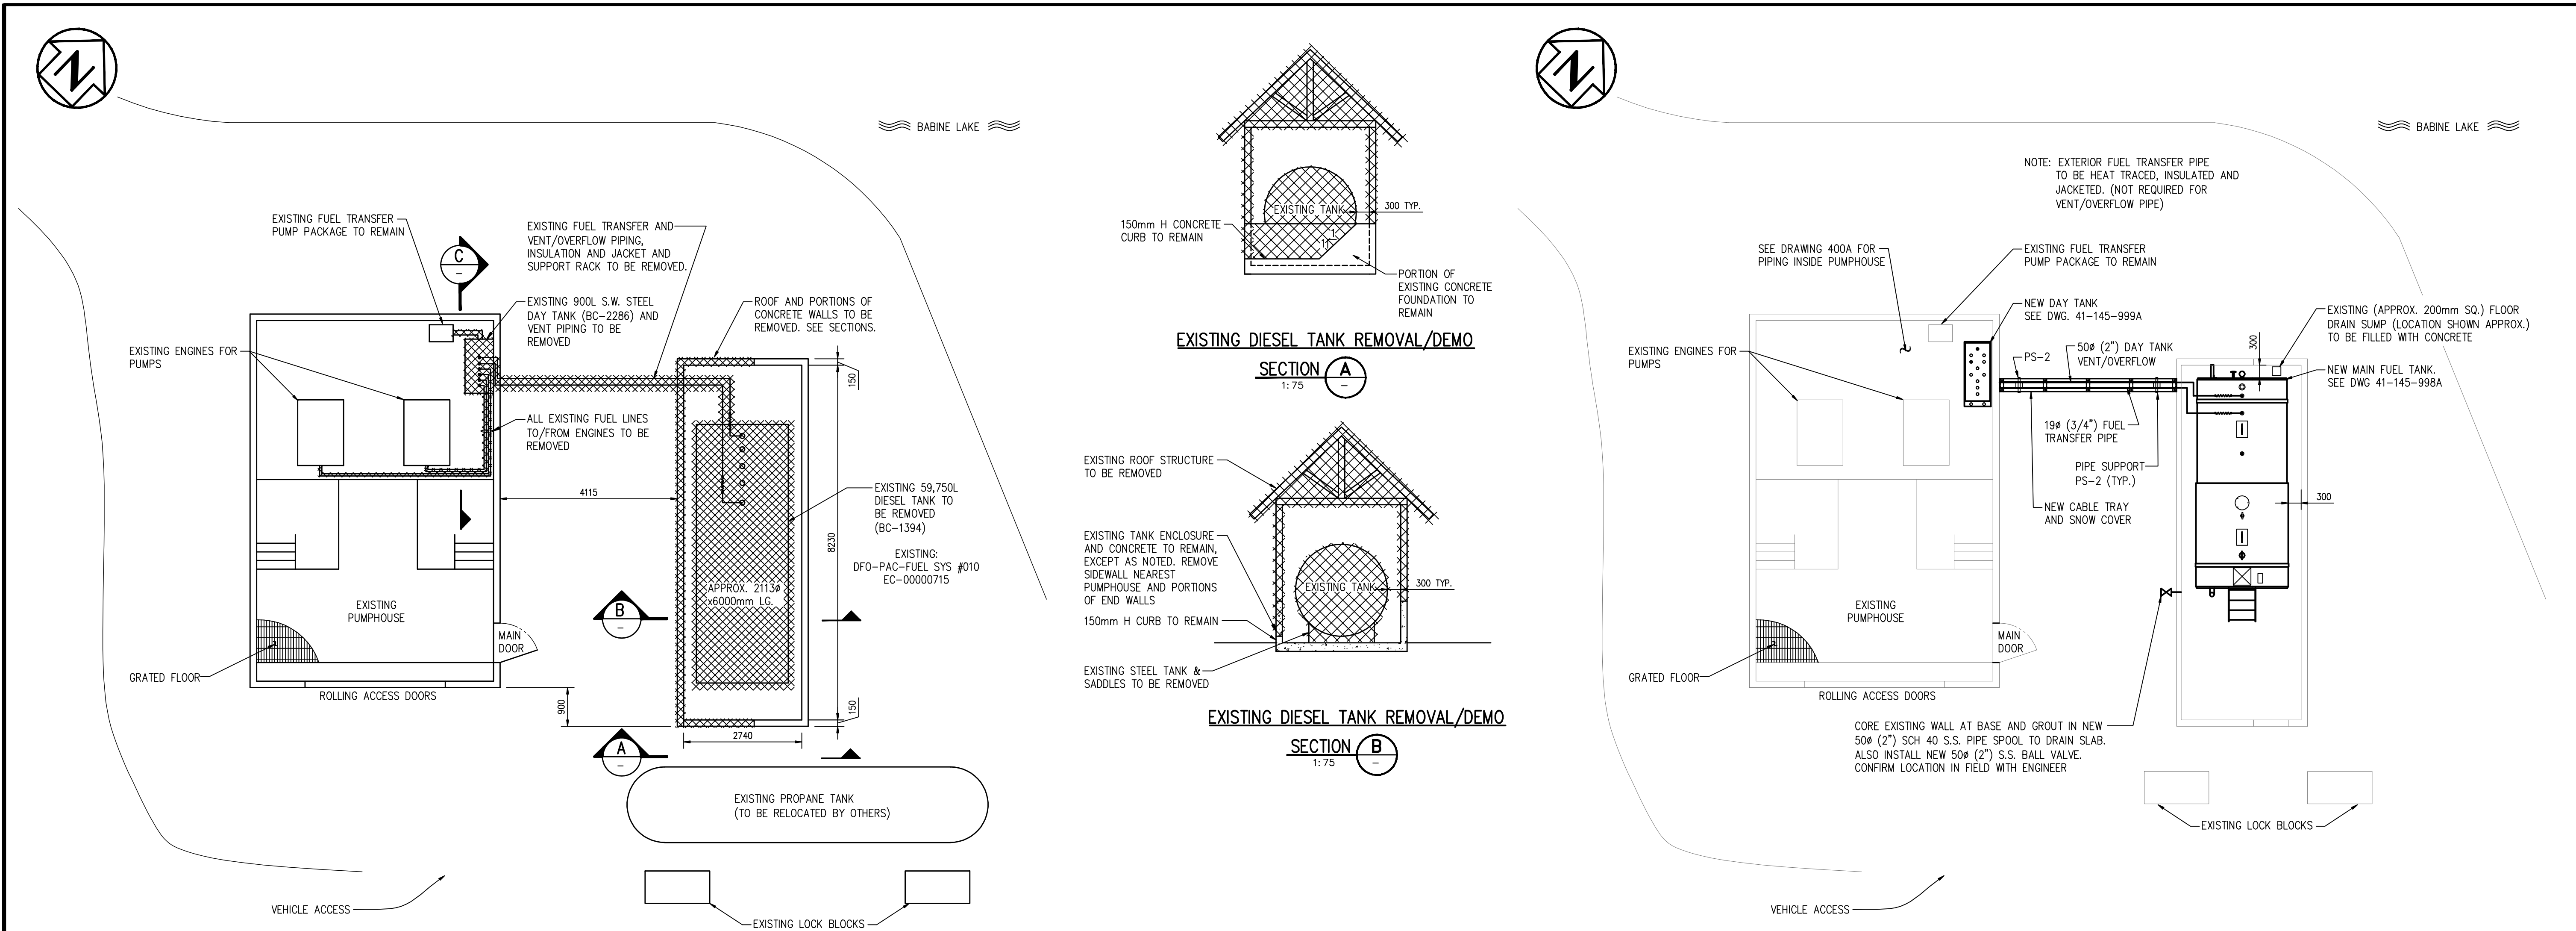 N
BABINE LAKE
EXISTING FUEL TRANSFER
PUMP PACKAGE TO REMAIN
C
-
EXISTING FUEL TRANSFER AND
VENT/OVERFLOW PIPING,
INSULATION AND JACKET AND
SUPPORT RACK TO BE REMOVED.
EXISTING 900L S.W. STEEL
DAY TANK (BC-2286) AND
VENT PIPING TO BE
REMOVED
ROOF AND PORTIONS OF
CONCRETE WALLS TO BE
REMOVED. SEE SECTIONS.
EXISTING ENGINES FOR
PUMPS
150
ALL EXISTING FUEL LINES
TO/FROM ENGINES TO BE
REMOVED
4115
EXISTING 59,750L
DIESEL TANK TO
BE REMOVED
(BC-1394)
8230
EXISTING:
DFO-PAC-FUEL SYS #010
EC-00000715
APPROX. 2113ø
x6000mm LG.
B
-
EXISTING
PUMPHOUSE
MAIN
DOOR
GRATED FLOOR
ROLLING ACCESS DOORS
900
150
2740
A
-
EXISTING PROPANE TANK
(TO BE RELOCATED BY OTHERS)
VEHICLE ACCESS
EXISTING LOCK BLOCKS
EXISTING TANK
300 TYP.
150mm H CONCRETE
CURB TO REMAIN
1
1
PORTION OF
EXISTING CONCRETE
FOUNDATION TO
REMAIN
EXISTING DIESEL TANK REMOVAL/DEMO
SECTION A
1:75
-
EXISTING ROOF STRUCTURE
TO BE REMOVED
EXISTING TANK ENCLOSURE
AND CONCRETE TO REMAIN,
EXCEPT AS NOTED. REMOVE
SIDEWALL NEAREST
PUMPHOUSE AND PORTIONS
OF END WALLS
EXISTING TANK
300 TYP.
150mm H CURB TO REMAIN
EXISTING STEEL TANK &
SADDLES TO BE REMOVED
EXISTING DIESEL TANK REMOVAL/DEMO
SECTION B
1:75
-
N
BABINE LAKE
NOTE: EXTERIOR FUEL TRANSFER PIPE
TO BE HEAT TRACED, INSULATED AND
JACKETED. (NOT REQUIRED FOR
VENT/OVERFLOW PIPE)
SEE DRAWING 400A FOR
PIPING INSIDE PUMPHOUSE
EXISTING FUEL TRANSFER
PUMP PACKAGE TO REMAIN
NEW DAY TANK
SEE DWG. 41-145-999A
EXISTING (APPROX. 200mm SQ.) FLOOR
DRAIN SUMP (LOCATION SHOWN APPROX.)
TO BE FILLED WITH CONCRETE
EXISTING ENGINES FOR
PUMPS
PS-2
50ø (2") DAY TANK
VENT/OVERFLOW
300
NEW MAIN FUEL TANK.
SEE DWG 41-145-998A
19ø (3/4") FUEL
TRANSFER PIPE
PIPE SUPPORT
PS-2 (TYP.)
NEW CABLE TRAY
AND SNOW COVER
300
EXISTING
PUMPHOUSE
MAIN
DOOR
GRATED FLOOR
ROLLING ACCESS DOORS
CORE EXISTING WALL AT BASE AND GROUT IN NEW
50ø (2") SCH 40 S.S. PIPE SPOOL TO DRAIN SLAB.
ALSO INSTALL NEW 50ø (2") S.S. BALL VALVE.
CONFIRM LOCATION IN FIELD WITH ENGINEER
EXISTING LOCK BLOCKS
VEHICLE ACCESS